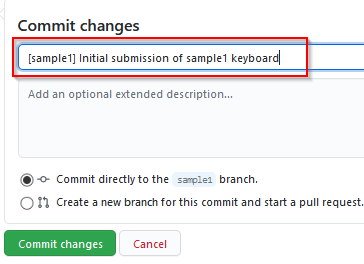 Commit changes
[sample1] Initial submission of sample1 keyboard
Add an optional extended description...
Commit directly to the sample1 branch.
Create a new branch for this commit and start a pull request.
Commit changes Cancel